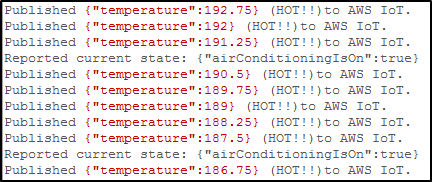 Published {"temperature":192.75} (HOT!!)to AWS IoT.
Published {"temperature":192} (HOT!!)to AWS IoT.
Published {"temperature":191.25} (HOT!!)to AWS IoT.
Reported current state: {"airConditioningIsOn":true}
Published {"temperature":190.5} (HOT!!)to AWS IoT.
Published {"temperature":189.75} (HOT!!)to AWS IoT.
Published {"temperature":189} (HOT!!)to AWS IoT.
Published {"temperature":188.25} (HOT!!)to AWS IoT.
Published {"temperature":187.5} (HOT!!)to AWS IoT.
Reported current state: {"airConditioningIsOn":true}
Published {"temperature":186.75} (HOT!!)to AWS IoT.